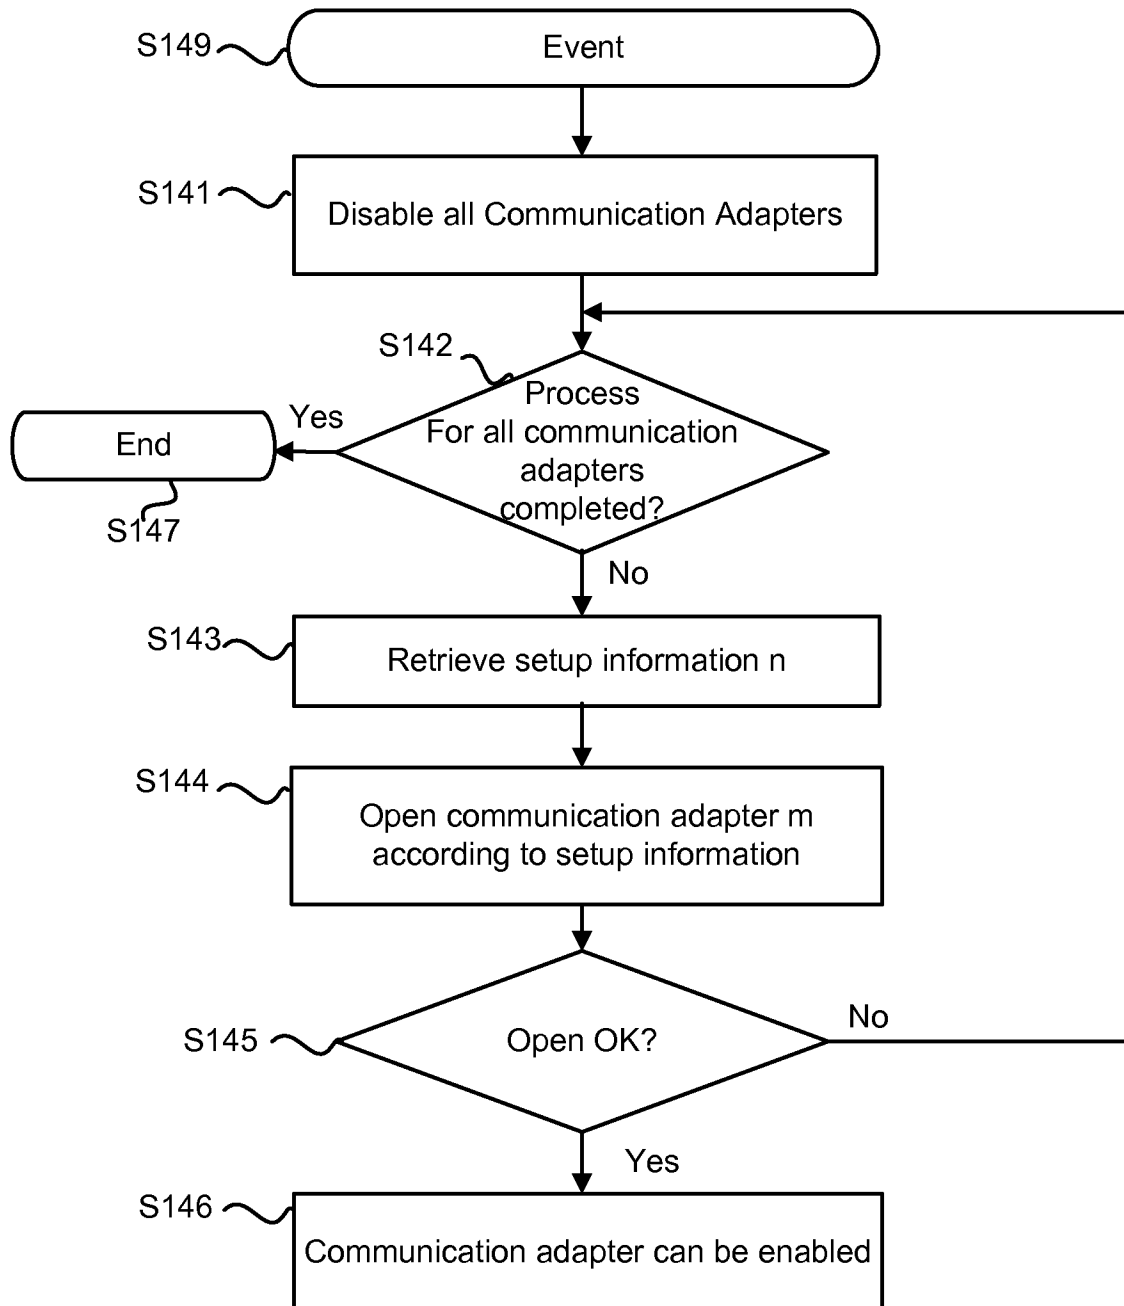 S149
Event
S141
Disable all Communication Adapters
S142
Process
For all communication
adapters
completed?
Yes
End
S147
No
S143
Retrieve setup information n
S144
Open communication adapter m
according to setup information
S145
Open OK?
No
Yes
S146
Communication adapter can be enabled